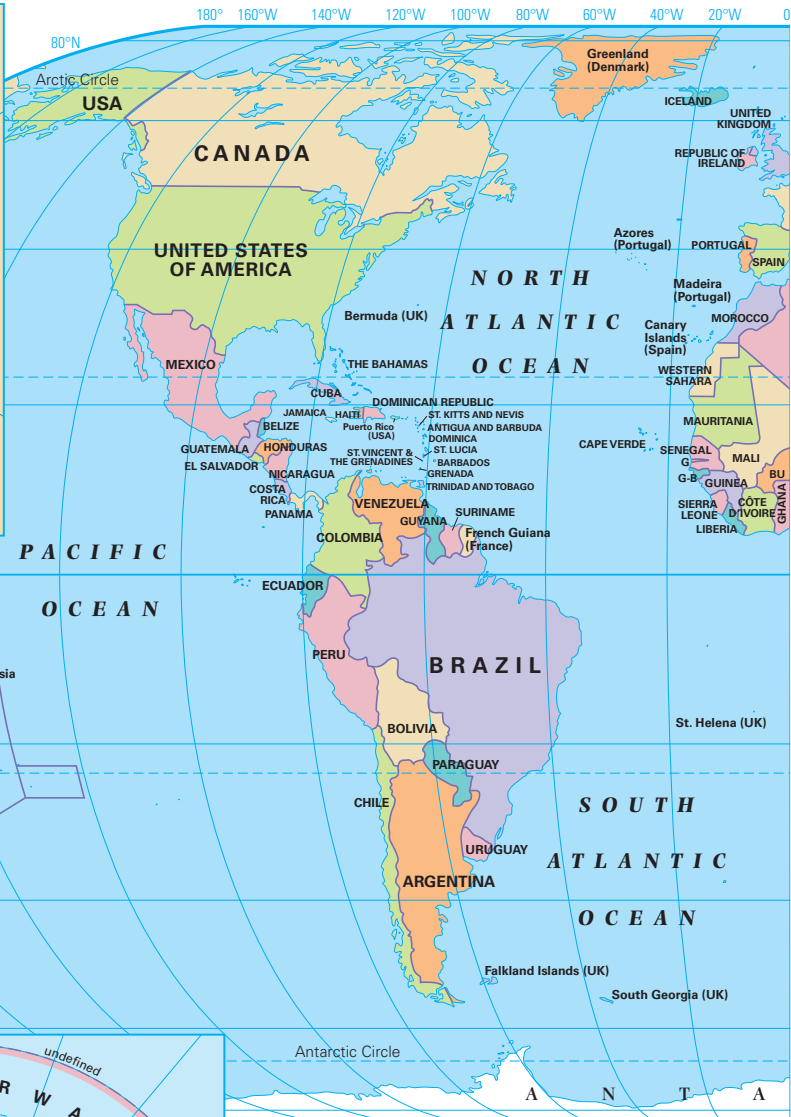 180° 160°W 140°W 120°W 100°W 80°W 60°W 40°W 20°W 0
80°N
Arctic Circle
USA
CANADA
Greenland
(Denmark)
ICELAND
UNITED
KINGDOM
REPUBLIC OF
IRELAND
UNITED STATES
OF AMERICA
Azores
(Portugal)
PORTUGAL
SPAIN
NORTH
ATLANTIC
OCEAN
Madeira
(Portugal)
MOROCCO
Bermuda (UK)
Canary
Islands
(Spain)
MEXICO
THE BAHAMAS
WESTERN
SAHARA
CUBA
DOMINICAN REPUBLIC
JAMAICA
HAITI
Puerto Rico
(USA)
ST. KITTS AND NEVIS
ANTIGUA AND BARBUDA
DOMINICA
ST. LUCIA
BARBADOS
GRENADA
TRINIDAD AND TOBAGO
ST. VINCENT &
THE GRENADINES
BELIZE
GUATEMALA
HONDURAS
EL SALVADOR
NICARAGUA
COSTA
RICA
PANAMA
MAURITANIA
CAPE VERDE
SENEGAL
G
MALI
G-B
GUINEA
BU
SIERRA
LEONE
CÔTE
D'IVOIRE
GHANA
LIBERIA
VENEZUELA
GUYANA
SURINAME
French Guiana
(France)
COLOMBIA
PACIFIC
OCEAN
ECUADOR
PERU
BRAZIL
sia
BOLIVIA
St. Helena (UK)
PARAGUAY
CHILE
SOUTH
ATLANTIC
OCEAN
URUGUAY
ARGENTINA
Falkland Islands (UK)
South Georgia (UK)
Antarctic Circle
undefined
R W A
A N T A